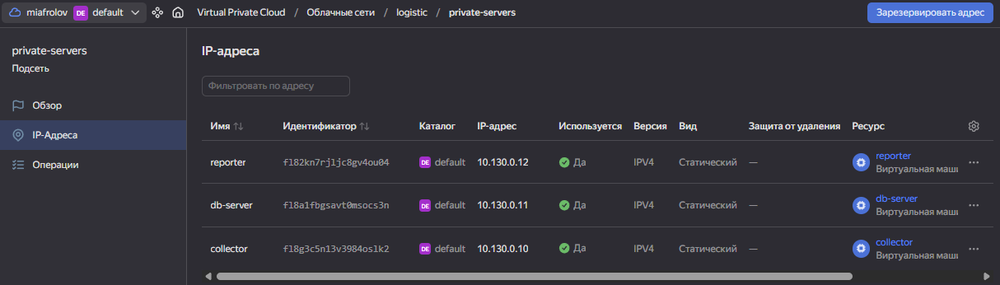 miafrolov DE default Virtual Private Cloud / Облачные сети / logistic / private-servers Зарезервировать адрес
private-servers
Подсеть
Обзор
IP-Адреса
Операции
IP-адреса
Фильтровать по адресу
Имя Идентификатор Каталог IP-адрес Используется Версия Вид Защита от удаления Ресурс
reporter fl82kn7rjljc8gv4ou04 DE default 10.130.0.12 Да IPV4 Статический — reporter
Виртуальная маши
db-server fl8a1fbgsavt0msocs3n DE default 10.130.0.11 Да IPV4 Статический — db-server
Виртуальная маши
collector fl8g3c5n13v3984oslk2 DE default 10.130.0.10 Да IPV4 Статический — collector
Виртуальная маши